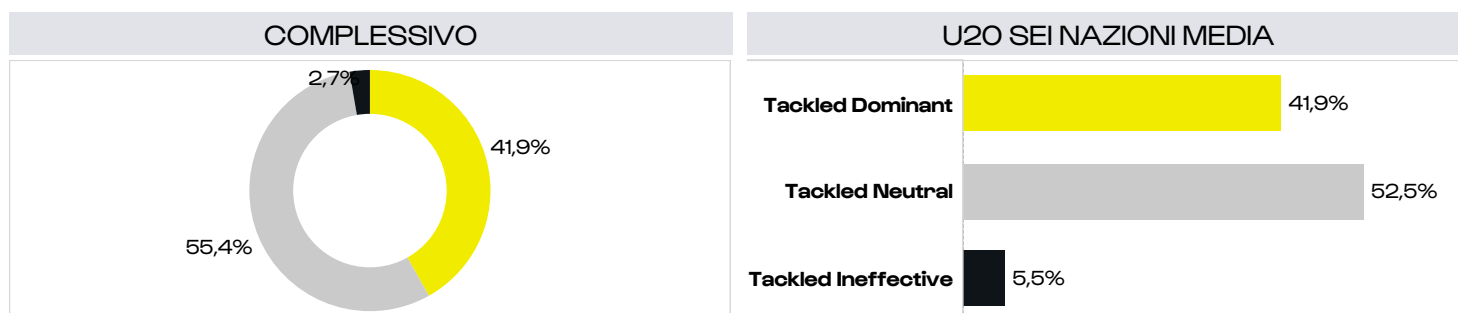 COMPLESSIVO
2,7%
41,9%
55,4%
U20 SEI NAZIONI MEDIA
Tackled Dominant 41,9%
Tackled Neutral 52,5%
Tackled Ineffective 5,5%